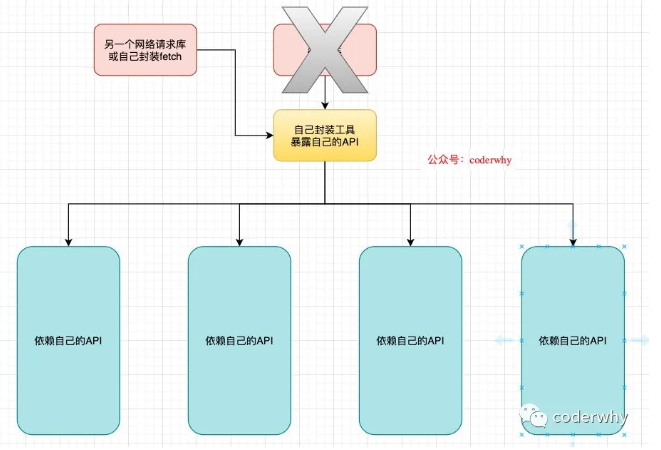 另一个网络请求库
或自己封装fetch
自己封装工具
暴露自己的API
公众号：coderwhy
依赖自己的API
依赖自己的API
依赖自己的API
依赖自己的API
coderwhy